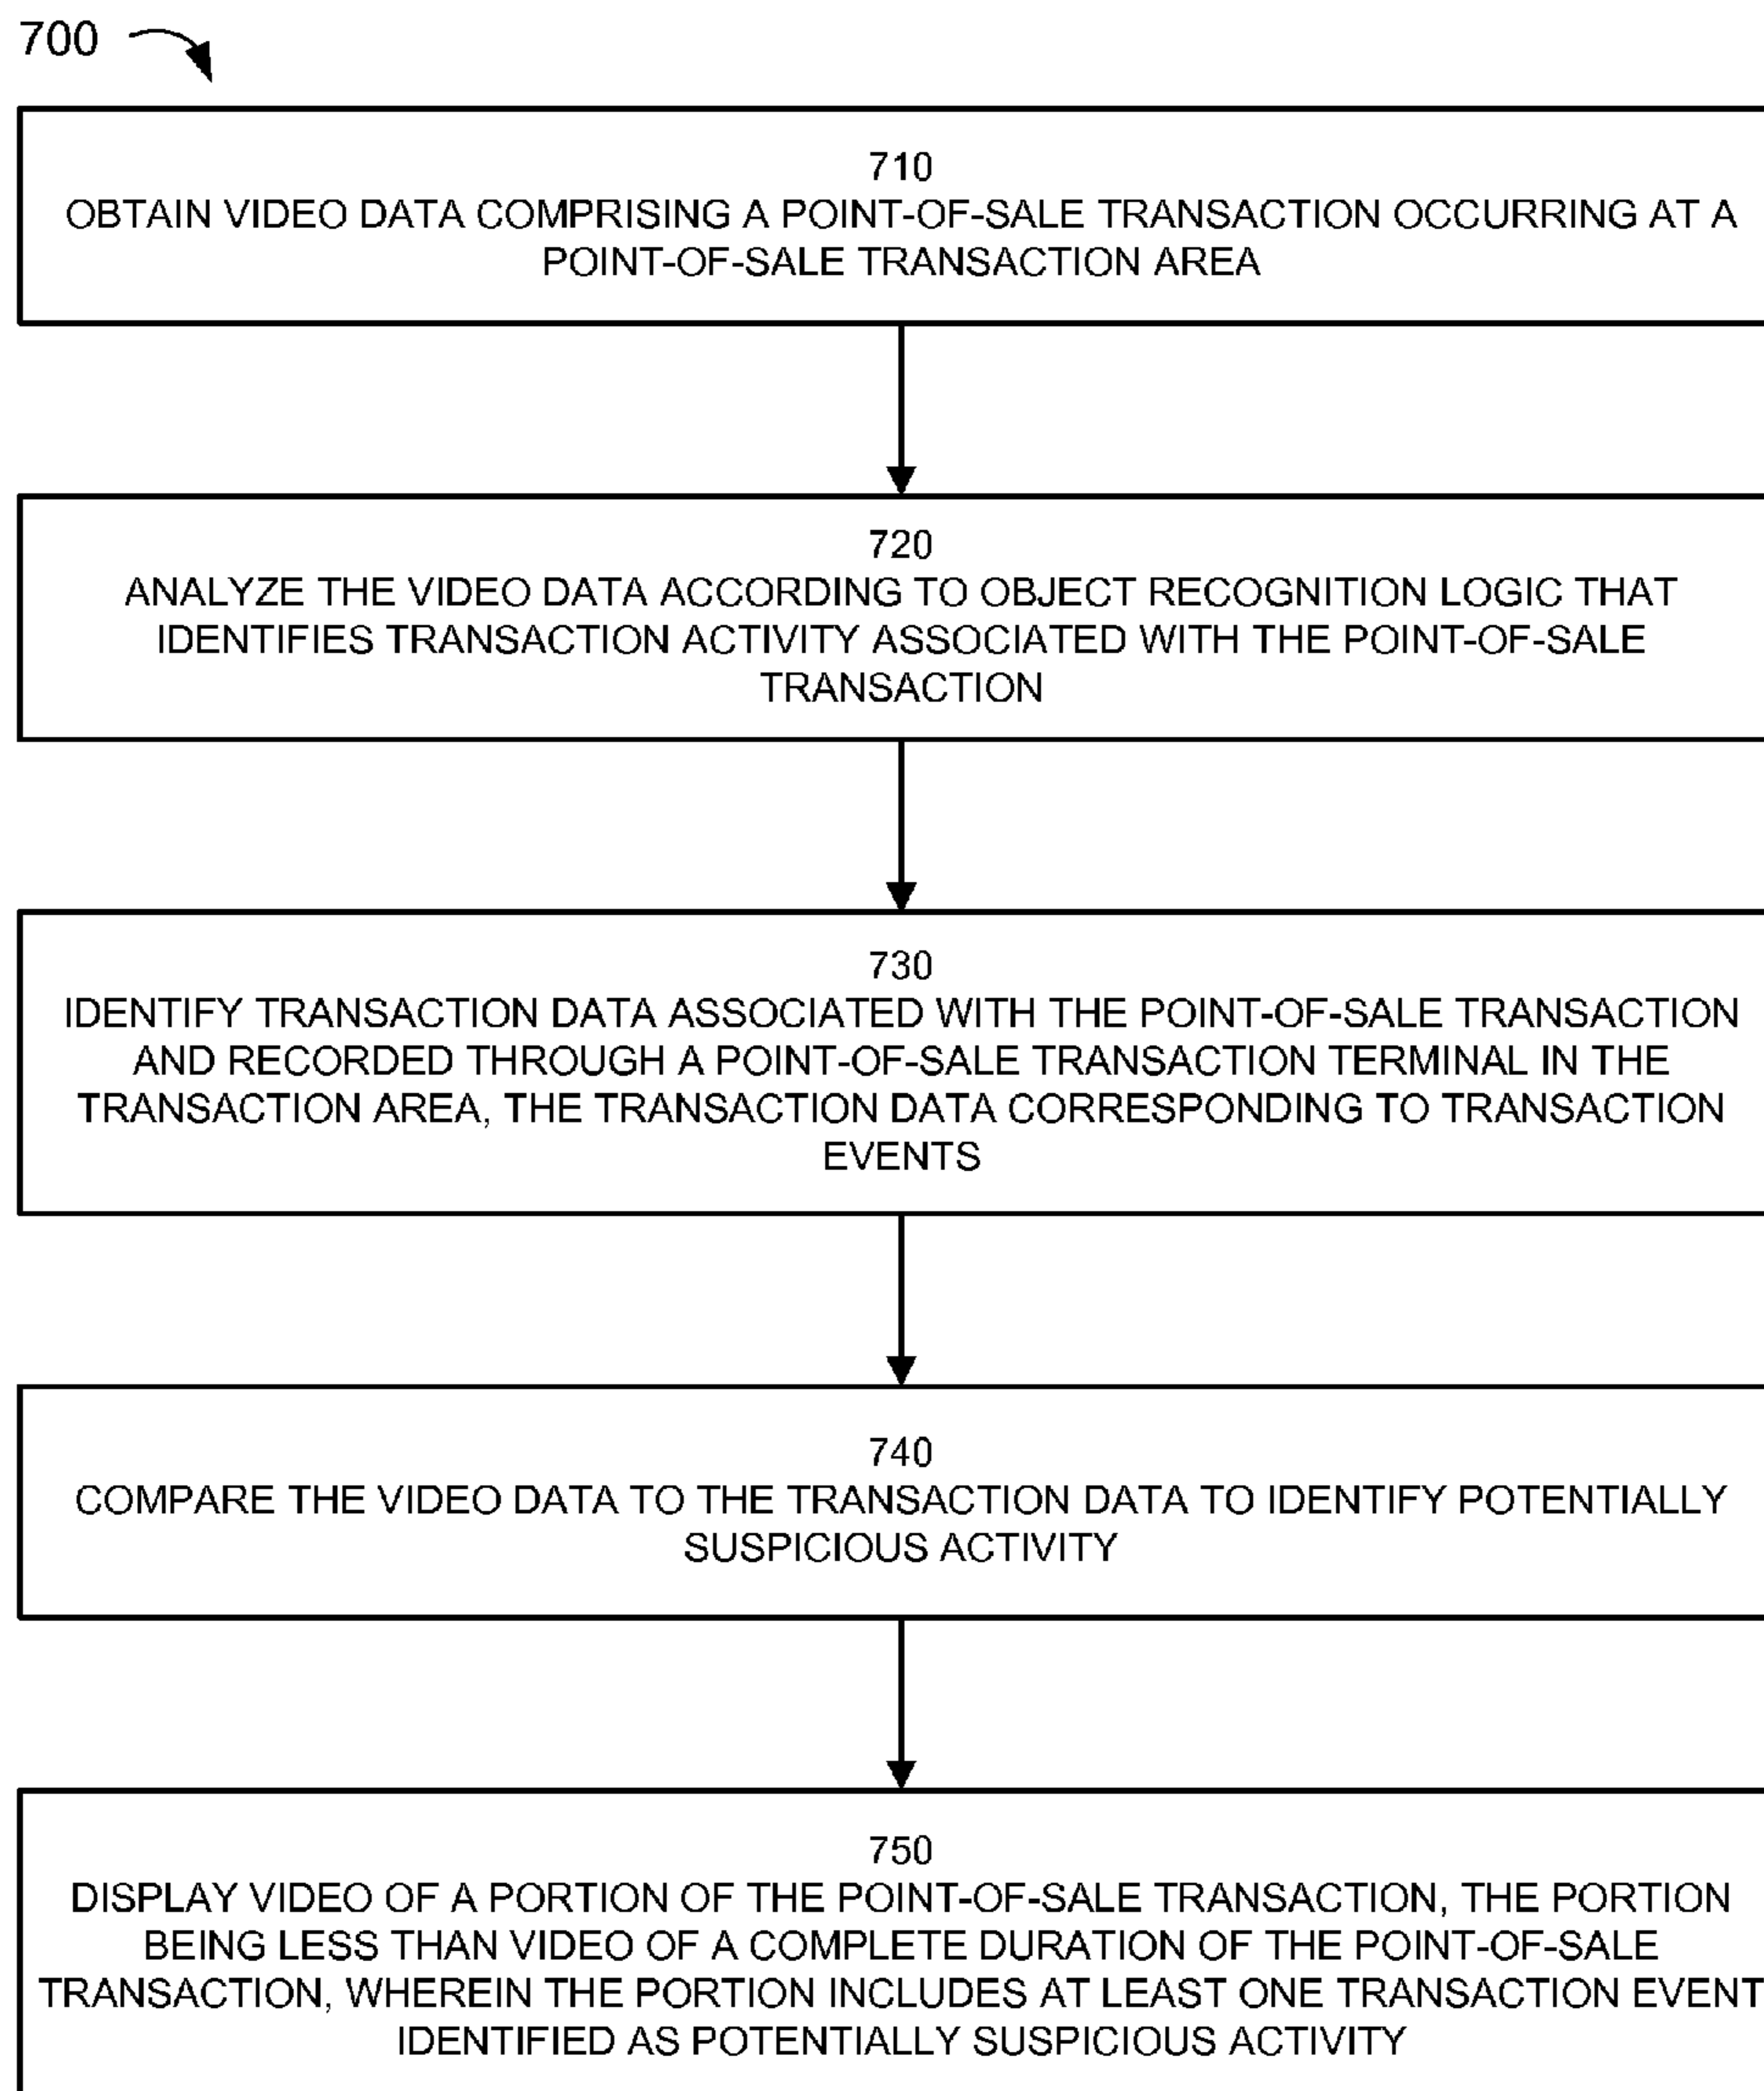 700
710
OBTAIN VIDEO DATA COMPRISING A POINT-OF-SALE TRANSACTION OCCURRING AT A
POINT-OF-SALE TRANSACTION AREA
720
ANALYZE THE VIDEO DATA ACCORDING TO OBJECT RECOGNITION LOGIC THAT
IDENTIFIES TRANSACTION ACTIVITY ASSOCIATED WITH THE POINT-OF-SALE
TRANSACTION
730
IDENTIFY TRANSACTION DATA ASSOCIATED WITH THE POINT-OF-SALE TRANSACTION
AND RECORDED THROUGH A POINT-OF-SALE TRANSACTION TERMINAL IN THE
TRANSACTION AREA, THE TRANSACTION DATA CORRESPONDING TO TRANSACTION
EVENTS
740
COMPARE THE VIDEO DATA TO THE TRANSACTION DATA TO IDENTIFY POTENTIALLY
SUSPICIOUS ACTIVITY
750
DISPLAY VIDEO OF A PORTION OF THE POINT-OF-SALE TRANSACTION, THE PORTION
BEING LESS THAN VIDEO OF A COMPLETE DURATION OF THE POINT-OF-SALE
TRANSACTION, WHEREIN THE PORTION INCLUDES AT LEAST ONE TRANSACTION EVENT
IDENTIFIED AS POTENTIALLY SUSPICIOUS ACTIVITY